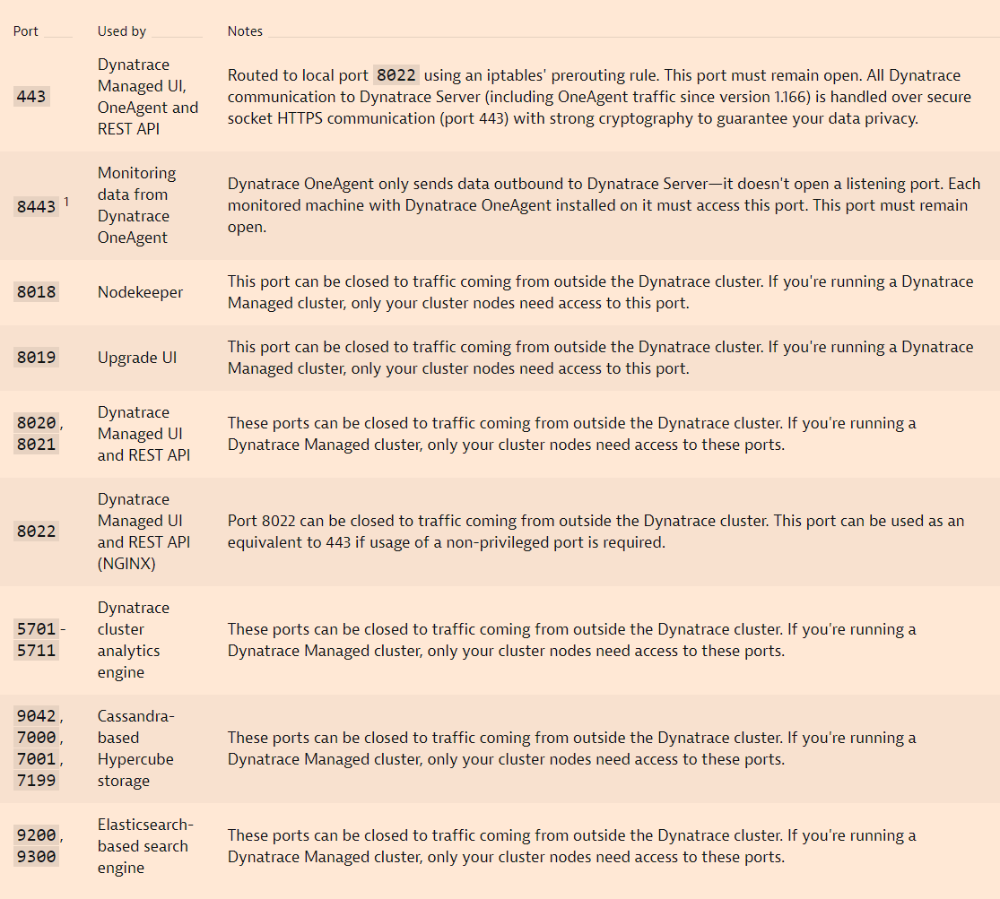 Port Used by Notes
443
Dynatrace
Managed UI,
OneAgent and
REST API
Routed to local port 8022 using an iptables' prerouting rule. This port must remain open. All Dynatrace
communication to Dynatrace Server (including OneAgent traffic since version 1.166) is handled over secure
socket HTTPS communication (port 443) with strong cryptography to guarantee your data privacy.
8443 1
Monitoring
data from
Dynatrace
OneAgent
Dynatrace OneAgent only sends data outbound to Dynatrace Server—it doesn't open a listening port. Each
monitored machine with Dynatrace OneAgent installed on it must access this port. This port must remain
open.
8018
Nodekeeper
This port can be closed to traffic coming from outside the Dynatrace cluster. If you're running a Dynatrace
Managed cluster, only your cluster nodes need access to this port.
8019
Upgrade UI
This port can be closed to traffic coming from outside the Dynatrace cluster. If you're running a Dynatrace
Managed cluster, only your cluster nodes need access to this port.
8020,
8021
Dynatrace
Managed UI
and REST API
These ports can be closed to traffic coming from outside the Dynatrace cluster. If you're running a
Dynatrace Managed cluster, only your cluster nodes need access to these ports.
8022
Dynatrace
Managed UI
and REST API
(NGINX)
Port 8022 can be closed to traffic coming from outside the Dynatrace cluster. This port can be used as an
equivalent to 443 if usage of a non-privileged port is required.
5701-
5711
Dynatrace
cluster
analytics
engine
These ports can be closed to traffic coming from outside the Dynatrace cluster. If you're running a
Dynatrace Managed cluster, only your cluster nodes need access to these ports.
9042,
7000,
7001,
7199
Cassandra-
based
Hypercube
storage
These ports can be closed to traffic coming from outside the Dynatrace cluster. If you're running a
Dynatrace Managed cluster, only your cluster nodes need access to these ports.
9200,
9300
Elasticsearch-
based search
engine
These ports can be closed to traffic coming from outside the Dynatrace cluster. If you're running a
Dynatrace Managed cluster, only your cluster nodes need access to these ports.